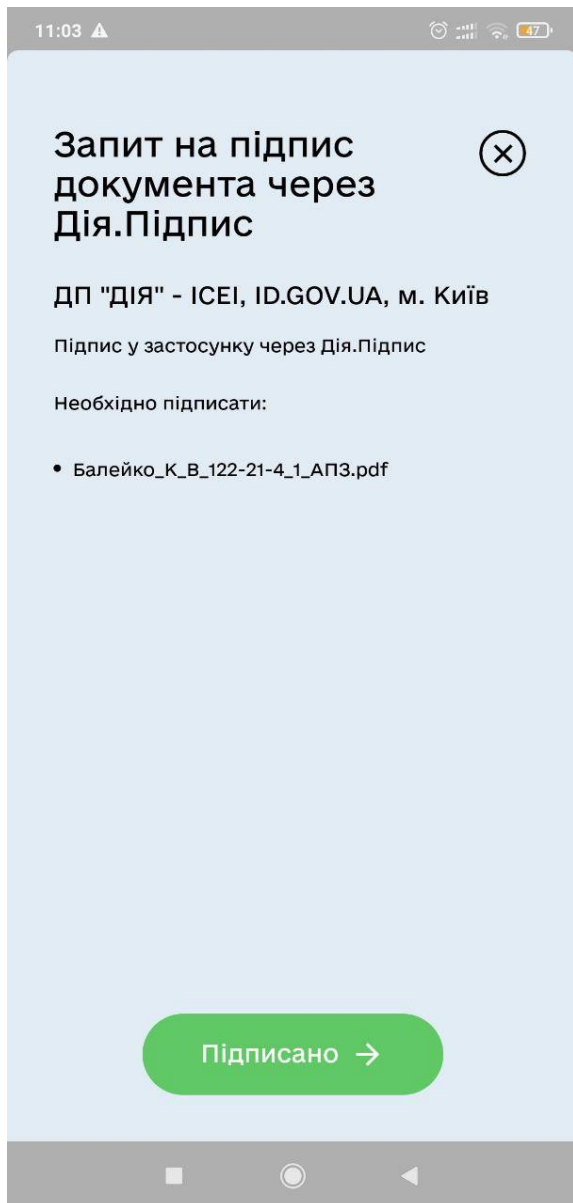 11:03
47
Запит на підпис
документа через
Дія.Підпис
ДП "ДІЯ" - ICEI, ID.GOV.UA, м. Київ
Підпис у застосунку через Дія.Підпис
Необхідно підписати:
• Балейко_К_В_122-21-4_1_АПЗ.pdf
Підписано →